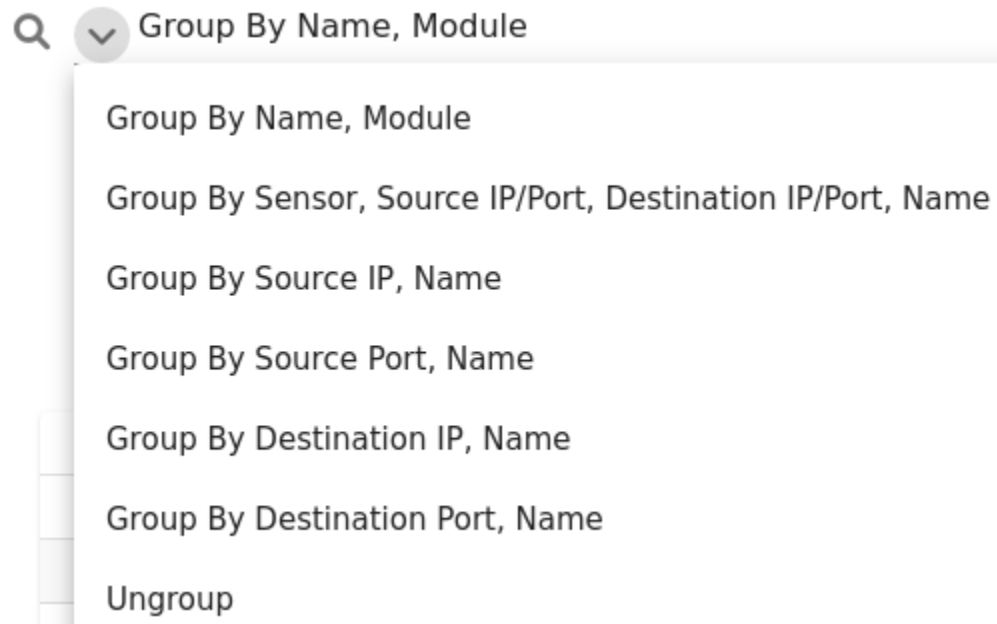 Group By Name, Module
Group By Name, Module
Group By Sensor, Source IP/Port, Destination IP/Port, Name
Group By Source IP, Name
Group By Source Port, Name
Group By Destination IP, Name
Group By Destination Port, Name
Ungroup